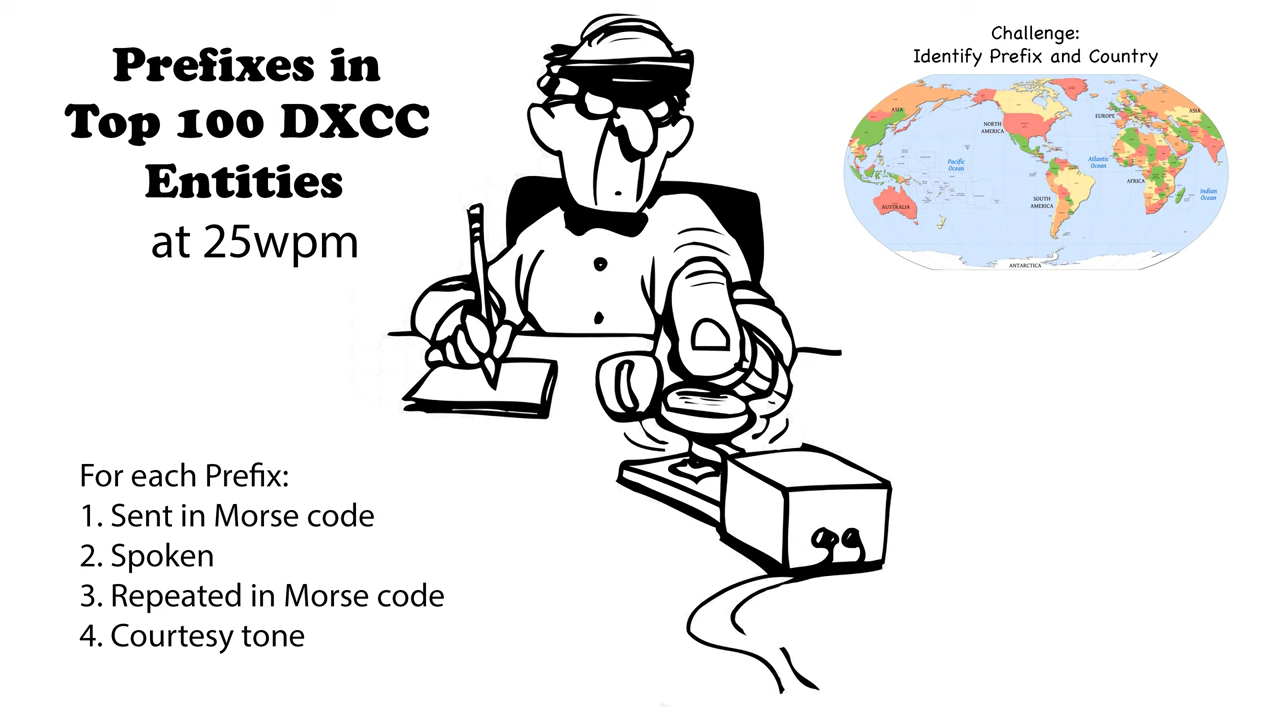 Prefixes in
Top 100 DXCC
Entities
at 25wpm
Challenge:
Identify Prefix and Country
ASIA
NORTH
AMERICA
EUROPE
ASIA
Pacific
Ocean
Atlantic
Ocean
AFRICA
AUSTRALIA
SOUTH
AMERICA
Indian
Ocean
ANTARCTICA
For each Prefix:
1. Sent in Morse code
2. Spoken
3. Repeated in Morse code
4. Courtesy tone